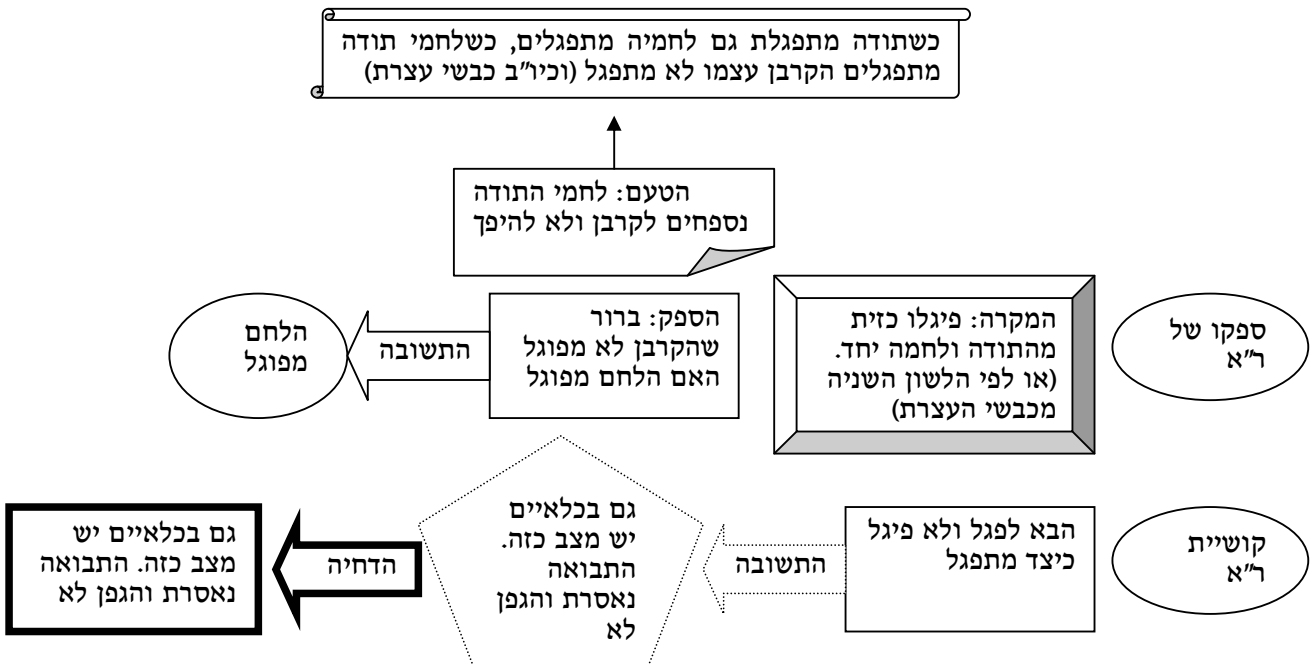 כשתודה מתפגלת גם לחמיה מתפגלים, כשלחמי תודה
מתפגלים הקרבן עצמו לא מתפגל (וכיו"ב כבשי עצרת)
הטעם: לחמי התודה
נספחים לקרבן ולא להיפך
ספקו של
ר"א
המקרה: פיגלו כזית
מהתודה ולחמה יחד.
(או לפי הלשון השניה
מכבשי העצרת)
הספק: ברור
שהקרבן לא מפוגל
האם הלחם מפוגל
התשובה
הלחם
מפוגל
קושיית
ר"א
הבא לפגל ולא פיגל
כיצד מתפגל
התשובה
גם בכלאיים
יש מצב כזה.
התבואה
נאסרת והגפן
לא
הדחיה
גם בכלאיים יש
מצב כזה. התבואה
נאסרת והגפן לא